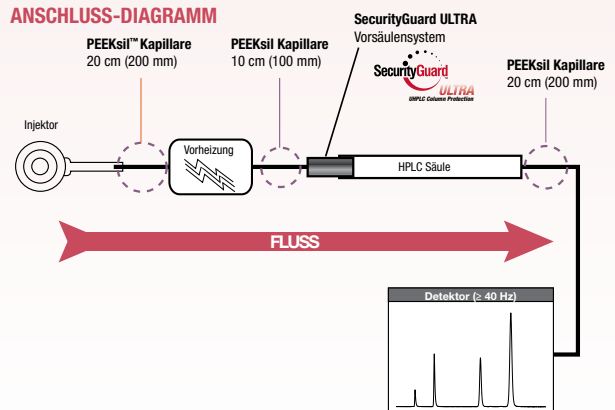 ANSCHLUSS-DIAGRAMM
PEEKsil™ Kapillare
20 cm (200 mm)
PEEKsil Kapillare
10 cm (100 mm)
SecurityGuard ULTRA
Vorsäulensystem
SecurityGuard
ULTRA
UHPLC Column Protection
PEEKsil Kapillare
20 cm (200 mm)
Injektor
Vorheizung
HPLC Säule
FLUSS
Detektor (≥ 40 Hz)